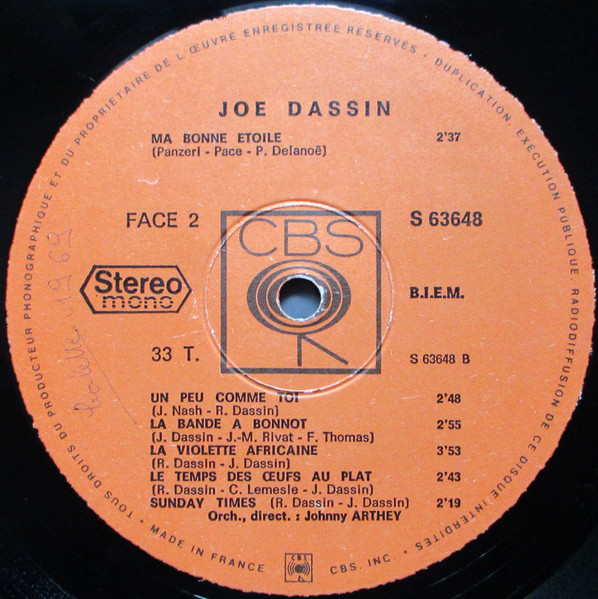 TOUS DROITS DU PRODUCTEUR PHONOGRAPHIQUE ET DU PROPRIETAIRE DE L'ŒUVRE ENREGISTRÉE RÉSERVÉS • DUPLICATION, EXÉCUTION PUBLIQUE, RADIODIFFUSION DE CE DISQUE INTERDITES •
JOE DASSIN
MA BONNE ETOILE 2'37
(Panzeri - Pace - P. Delanoë)
FACE 2
CBS
S 63648
Stereo
mono
B.I.E.M.
1969
33 T.
S 63648 B
UN PEU COMME TOI 2'48
(J. Nash - R. Dassin)
LA BANDE A BONNOT 2'55
(J. Dassin - J.-M. Rivat - F. Thomas)
LA VIOLETTE AFRICAINE 3'53
(R. Dassin - J. Dassin)
LE TEMPS DES ŒUFS AU PLAT 2'43
(R. Dassin - C. Lemesle - J. Dassin)
SUNDAY TIMES (R. Dassin - J. Dassin) 2'19
Orch., direct. : Johnny ARTHEY
• MADE IN FRANCE
CBS
CBS. INC. •